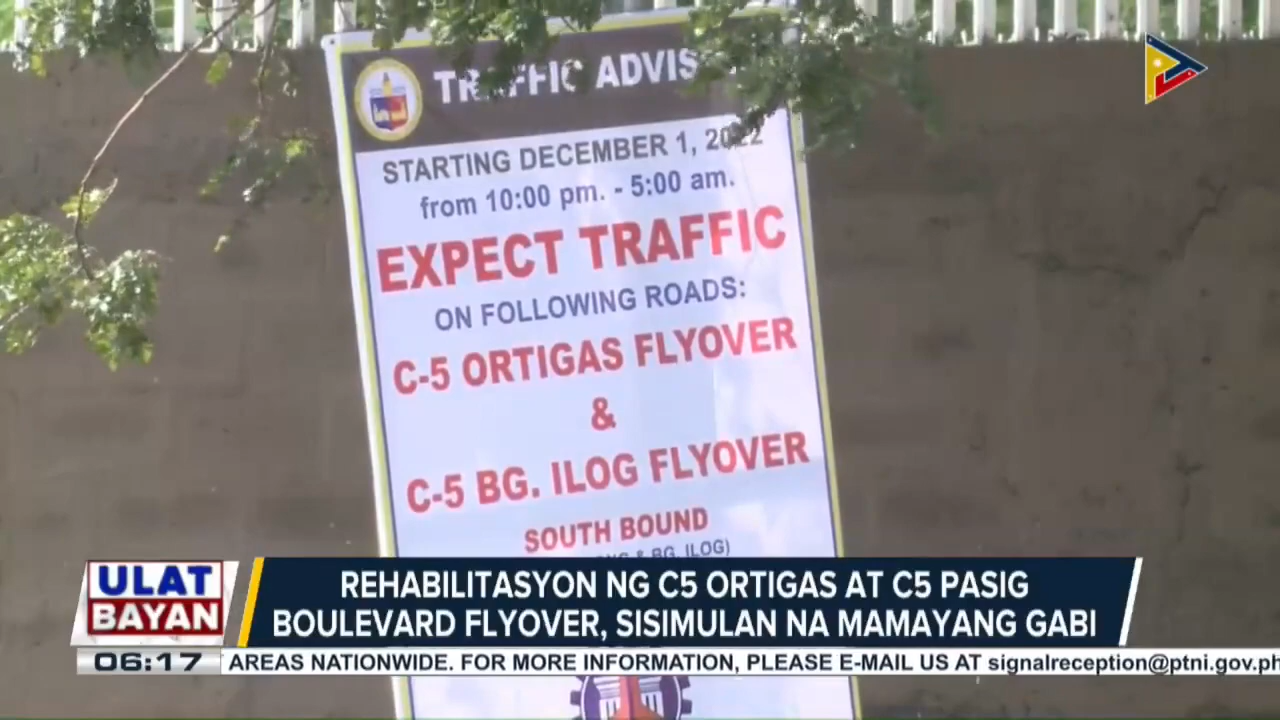 TRAFFIC ADVIS
STARTING DECEMBER 1, 2022
from 10:00 pm. - 5:00 am.
EXPECT TRAFFIC
ON FOLLOWING ROADS:
C-5 ORTIGAS FLYOVER
&
C-5 BG. ILOG FLYOVER
SOUTH BOUND
& BG. ILOG)
ULAT
BAYAN
REHABILITASYON NG C5 ORTIGAS AT C5 PASIG
BOULEVARD FLYOVER, SISIMULAN NA MAMAYANG GABI
06:17 AREAS NATIONWIDE. FOR MORE INFORMATION, PLEASE E-MAIL US AT signalreception@ptni.gov.ph